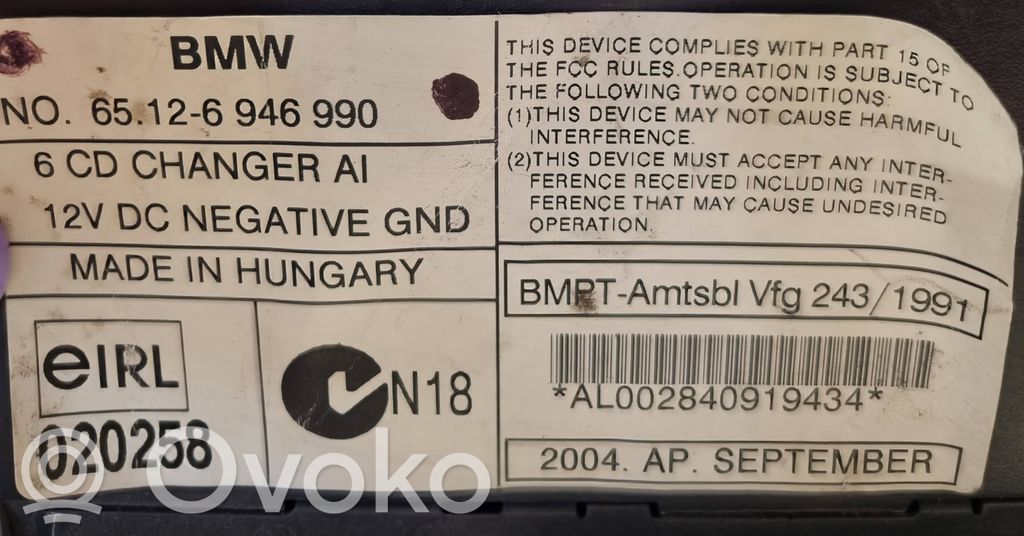 BMW
NO. 65.12-6 946 990
6 CD CHANGER AI
12V DC NEGATIVE GND
MADE IN HUNGARY
eIRL
020258
N18
THIS DEVICE COMPLIES WITH PART 15 OF
THE FCC RULES.OPERATION IS SUBJECT TO
THE FOLLOWING TWO CONDITIONS:
(1)THIS DEVICE MAY NOT CAUSE HARMFUL
INTERFERENCE.
(2)THIS DEVICE MUST ACCEPT ANY INTER-
FERENCE RECEIVED INCLUDING INTER-
FERENCE THAT MAY CAUSE UNDESIRED
OPERATION.
BMPT-Amtsbl Vfg 243/1991
*AL002840919434*
2004. AP. SEPTEMBER
Ovoko